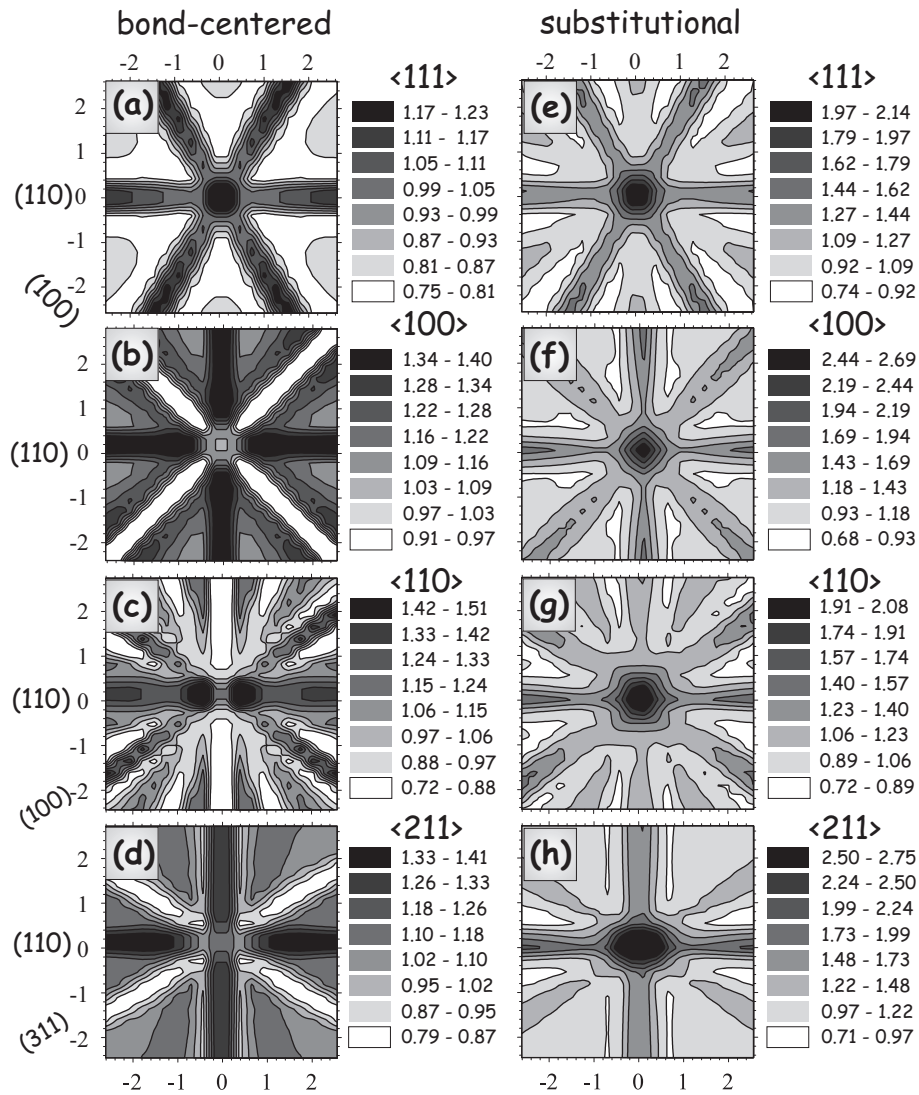 bond-centered
substitutional
-2 -1 0 1 2
-2 -1 0 1 2
(a)
2
1
(110) 0
-1
-2
(100)
<111>
1.17 - 1.23
1.11 - 1.17
1.05 - 1.11
0.99 - 1.05
0.93 - 0.99
0.87 - 0.93
0.81 - 0.87
0.75 - 0.81
(e)
<111>
1.97 - 2.14
1.79 - 1.97
1.62 - 1.79
1.44 - 1.62
1.27 - 1.44
1.09 - 1.27
0.92 - 1.09
0.74 - 0.92
(b)
2
1
(110) 0
-1
-2
<100>
1.34 - 1.40
1.28 - 1.34
1.22 - 1.28
1.16 - 1.22
1.09 - 1.16
1.03 - 1.09
0.97 - 1.03
0.91 - 0.97
(f)
<100>
2.44 - 2.69
2.19 - 2.44
1.94 - 2.19
1.69 - 1.94
1.43 - 1.69
1.18 - 1.43
0.93 - 1.18
0.68 - 0.93
(c)
2
1
(110) 0
-1
-2
(100)
<110>
1.42 - 1.51
1.33 - 1.42
1.24 - 1.33
1.15 - 1.24
1.06 - 1.15
0.97 - 1.06
0.88 - 0.97
0.72 - 0.88
(g)
<110>
1.91 - 2.08
1.74 - 1.91
1.57 - 1.74
1.40 - 1.57
1.23 - 1.40
1.06 - 1.23
0.89 - 1.06
0.72 - 0.89
(d)
2
1
(110) 0
-1
-2
(311)
<211>
1.33 - 1.41
1.26 - 1.33
1.18 - 1.26
1.10 - 1.18
1.02 - 1.10
0.95 - 1.02
0.87 - 0.95
0.79 - 0.87
(h)
<211>
2.50 - 2.75
2.24 - 2.50
1.99 - 2.24
1.73 - 1.99
1.48 - 1.73
1.22 - 1.48
0.97 - 1.22
0.71 - 0.97
-2 -1 0 1 2
-2 -1 0 1 2